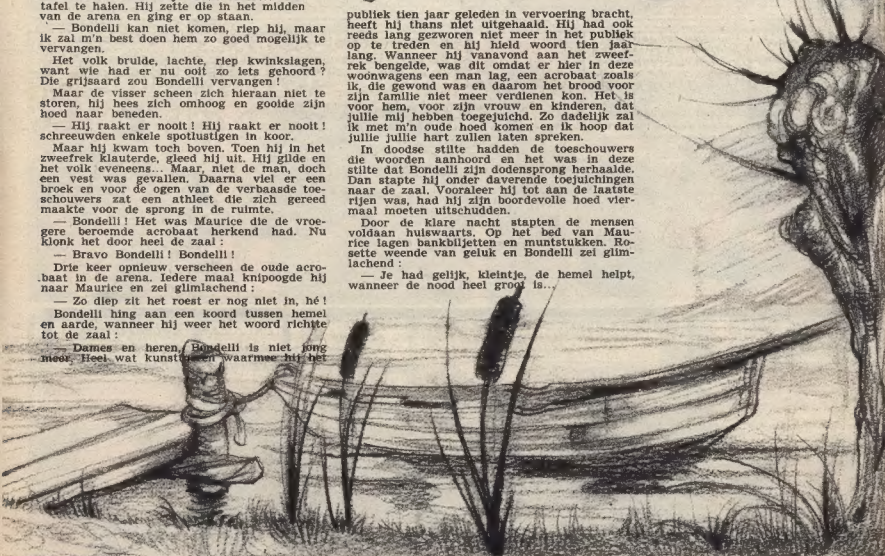 tafel te halen. Hij zette die in het midden
van de arena en ging er op staan.
— Bondelli kan niet komen, riep hij, maar
ik zal m'n best doen hem zo goed mogelijk te
vervangen.
Het volk brulde, lachte, riep kwinkslagen,
want wie had er nu ooit zo iets gehoord ?
Die grijsaard zou Bondelli vervangen !
Maar de visser scheen zich hieraan niet te
storen, hij hees zich omhoog en gooide zijn
hoed naar beneden.
— Hij raakt er nooit ! Hij raakt er nooit !
schreeuwden enkele spotlustigen in koor.
Maar hij kwam toch boven. Toen hij in het
zweefrek klauterde, gleed hij uit. Hij gilde en
het volk eveneens... Maar, niet de man, doch
een vest was gevallen. Daarna viel er een
broek en voor de ogen van de verbaasde toe-
schouwers zat een athleet die zich gereed
maakte voor de sprong in de ruimte.
— Bondelli ! Het was Maurice die de vroe-
gere beroemde acrobaat herkend had. Nu
klonk het door heel de zaal :
— Bravo Bondelli ! Bondelli !
Drie keer opnieuw verscheen de oude acro-
baat in de arena. Iedere maal knipoogde hij
naar Maurice en zei glimlachend :
— Zo diep zit het roest er nog niet in, hé !
Bondelli hing aan een koord tussen hemel
en aarde, wanneer hij weer het woord richtte
tot de zaal :
— Dames en heren, Bondelli is niet jong
meer. Heel wat waarmee hij het
publiek tien jaar geleden in vervoering bracht,
heeft hij thans niet uitgehaald. Hij had ook
reeds lang gezworen niet meer in het publiek
op te treden en hij hield woord tien jaar
lang. Wanneer hij vanavond aan het zweef-
rek bengelde, was dit omdat er hier in deze
woonwagens een man lag, een acrobaat zoals
ik, die gewond was en daarom het brood voor
zijn familie niet meer verdienen kon. Het is
voor hem, voor zijn vrouw en kinderen, dat
jullie mij hebben toegejuichd. Zo dadelijk zal
ik met m'n oude hoed komen en ik hoop dat
jullie jullie hart zullen laten spreken.
In doodse stilte hadden de toeschouwers
die woorden aanhoord en het was in deze
stilte dat Bondelli zijn dodensprong herhaalde.
Dan stapte hij onder daverende toejuichingen
naar de zaal. Vooraleer hij tot aan de laatste
rijen was, had hij zijn boordevolle hoed vier-
maal moeten uitschudden.
Door de klare nacht stapten de mensen
voldaan huiswaarts. Op het bed van Mau-
rice lagen bankbiljetten en muntstukken. Ro-
sette weende van geluk en Bondelli zei glim-
lachend :
— Je had gelijk, kleintje, de hemel helpt,
wanneer de nood heel groot is...